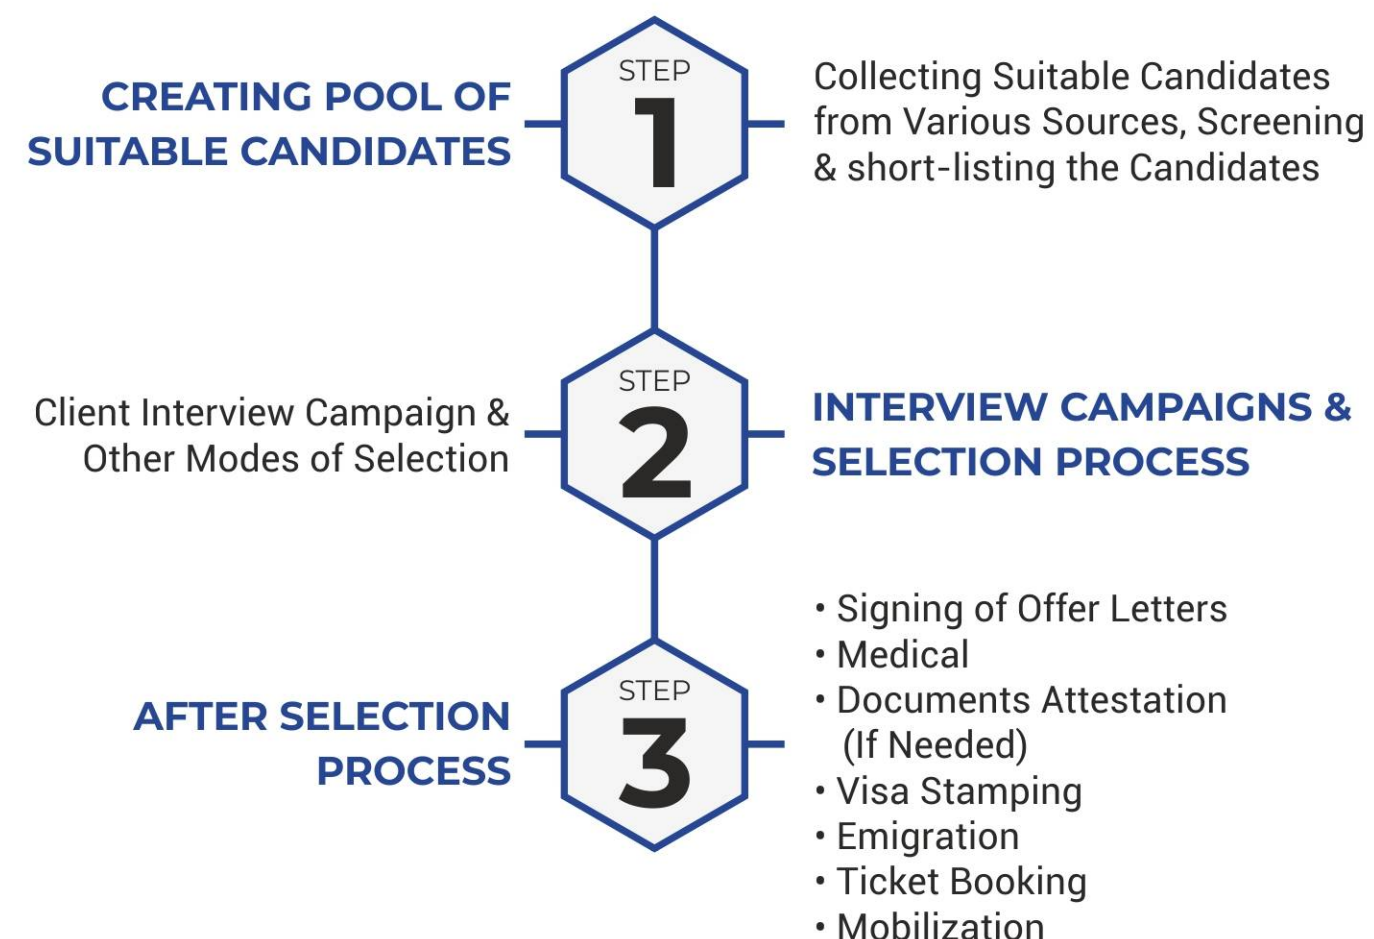 CREATING POOL OF
SUITABLE CANDIDATES
STEP
1
Collecting Suitable Candidates
from Various Sources, Screening
& short-listing the Candidates
Client Interview Campaign &
Other Modes of Selection
STEP
2
INTERVIEW CAMPAIGNS &
SELECTION PROCESS
AFTER SELECTION
PROCESS
STEP
3
• Signing of Offer Letters
• Medical
• Documents Attestation
(If Needed)
• Visa Stamping
• Emigration
• Ticket Booking
• Mobilization